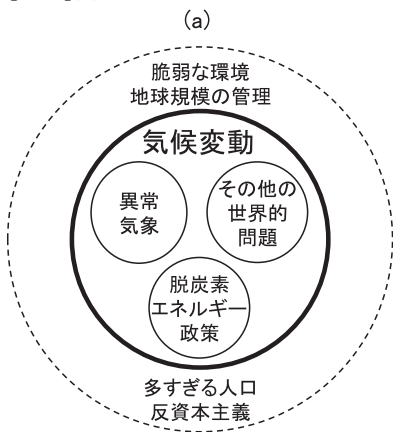 (a)
脆弱な環境
地球規模の管理
気候変動
異常
気象
その他の
世界的
問題
脱炭素
エネルギー
政策
多すぎる人口
反資本主義